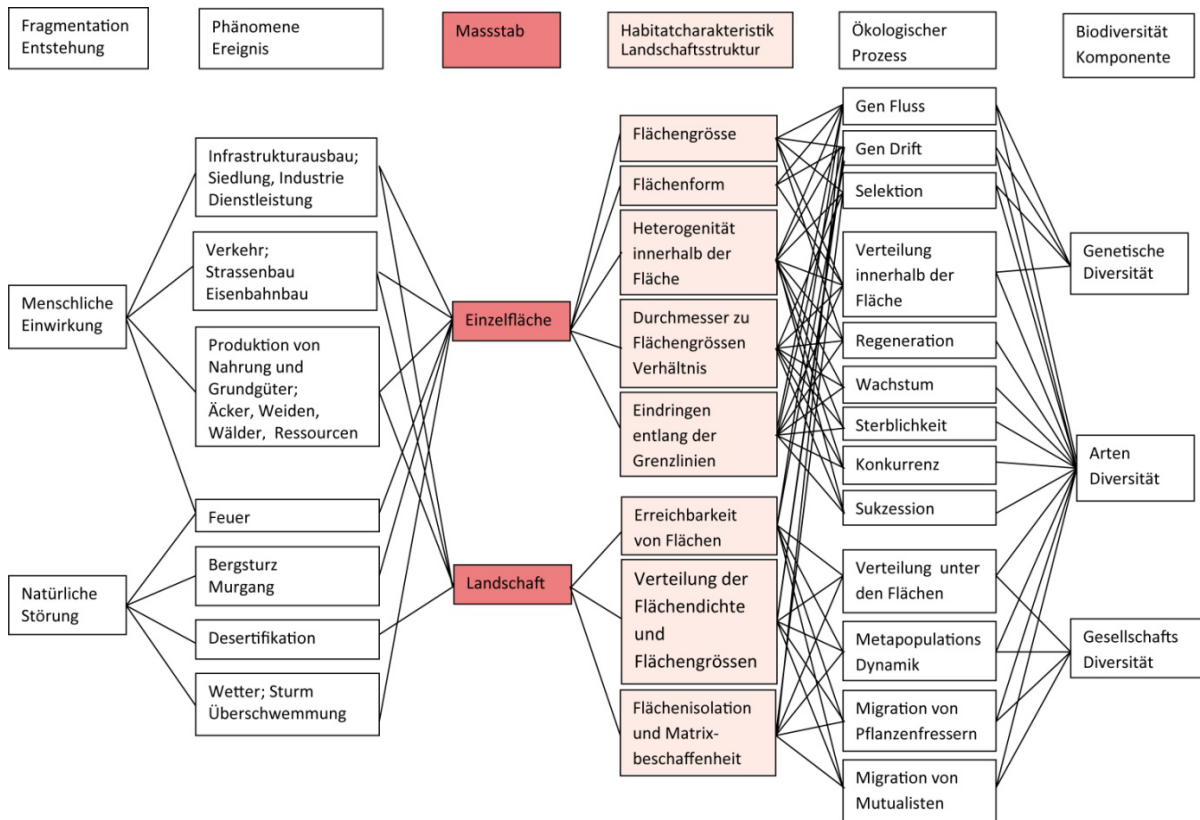 Fragmentation
Entstehung
Phänomene
Ereignis
Massstab
Habitatcharakteristik
Landschaftsstruktur
Ökologischer
Prozess
Biodiversität
Komponente
Menschliche
Einwirkung
Natürliche
Störung
Infrastrukturausbau;
Siedlung, Industrie
Dienstleistung
Verkehr;
Strassenbau
Eisenbahnbau
Produktion von
Nahrung und
Grundgüter;
Äcker, Weiden,
Wälder, Ressourcen
Feuer
Bergsturz
Murgang
Desertifikation
Wetter; Sturm
Überschwemmung
Einzelfläche
Landschaft
Flächengrösse
Flächenform
Heterogenität
innerhalb der
Fläche
Durchmesser zu
Flächengrössen
Verhältnis
Eindringen
entlang der
Grenzlinien
Erreichbarkeit
von Flächen
Verteilung der
Flächendichte
und
Flächengrössen
Flächenisolation
und Matrix-
beschaffenheit
Gen Fluss
Gen Drift
Selektion
Verteilung
innerhalb der
Fläche
Regeneration
Wachstum
Sterblichkeit
Konkurrenz
Sukzession
Verteilung unter
den Flächen
Metapopulations
Dynamik
Migration von
Pflanzenfressern
Migration von
Mutualisten
Genetische
Diversität
Arten
Diversität
Gesellschafts
Diversität